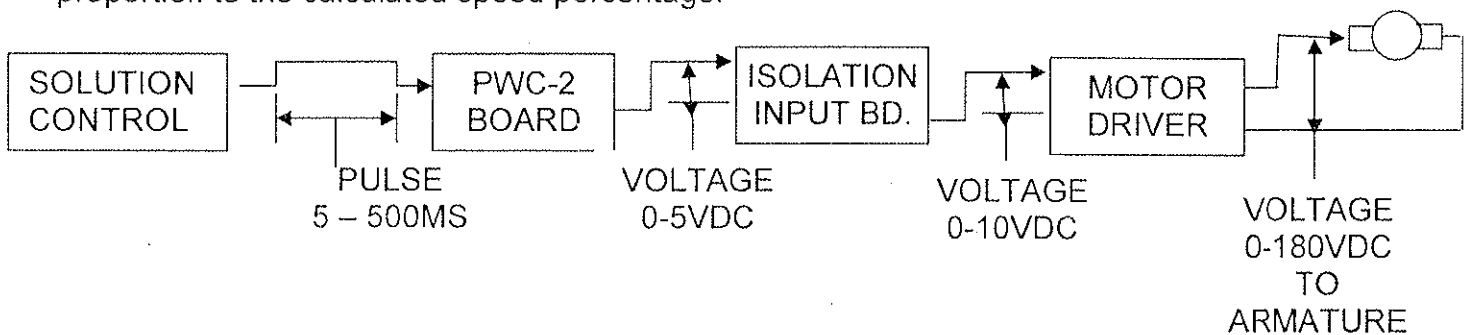 proportion to the calculated speed percentage.
SOLUTION
CONTROL
PWC-2
BOARD
ISOLATION
INPUT BD.
MOTOR
DRIVER
PULSE
5 – 500MS
VOLTAGE
0-5VDC
VOLTAGE
0-10VDC
VOLTAGE
0-180VDC
TO
ARMATURE